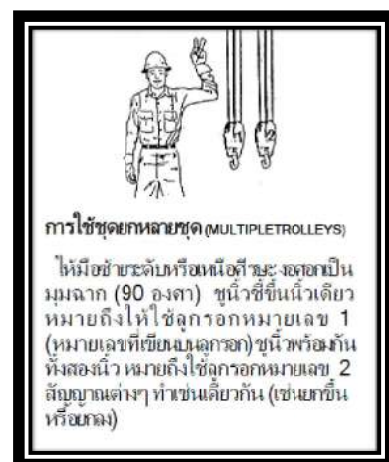 การใช้ชุดยกหลายชุด (MULTIPLETROLLEYS)
ให้มือซ้ายระดับหรือเหนือศีรษะ งอศอกเป็น
มุมฉาก (90 องศา) ชูนิ้วชี้ขึ้นนิ้วเดียว
หมายถึงให้ใช้ลูกรอกหมายเลข 1
(หมายเลขที่เขียนบนลูกรอก) ชูนิ้วพร้อมกัน
ทั้งสองนิ้ว หมายถึงใช้ลูกรอกหมายเลข 2
สัญญาณต่างๆ ทำเช่นเดียวกัน (เช่นยกขึ้น
หรือยกลง)